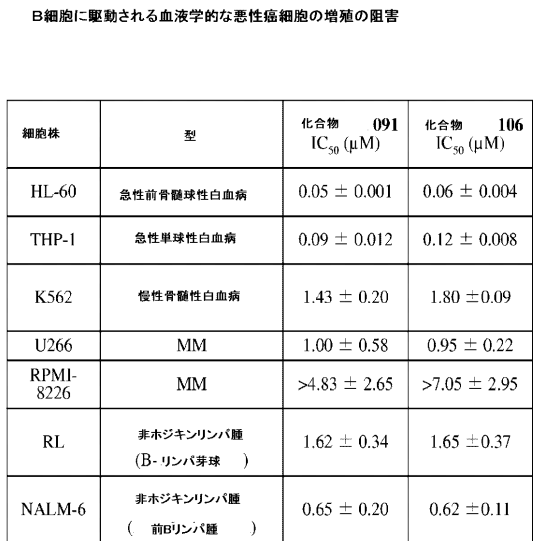 B細胞に駆動される血液学的な悪性癌細胞の増殖の阻害
細胞株 型 化合物 091 IC50 (µM) 化合物 106 IC50 (µM)
HL-60 急性前骨髄球性白血病 0.05 ± 0.001 0.06 ± 0.004
THP-1 急性単球性白血病 0.09 ± 0.012 0.12 ± 0.008
K562 慢性骨髄性白血病 1.43 ± 0.20 1.80 ±0.09
U266 MM 1.00 ± 0.58 0.95 ± 0.22
RPMI-8226 MM >4.83 ± 2.65 >7.05 ± 2.95
RL 非ホジキンリンパ腫 (B- リンパ芽球 ) 1.62 ±0.34 1.65 ±0.37
NALM-6 非ホジキンリンパ腫 ( 前Bリンパ腫 ) 0.65 ± 0.20 0.62 ±0.11